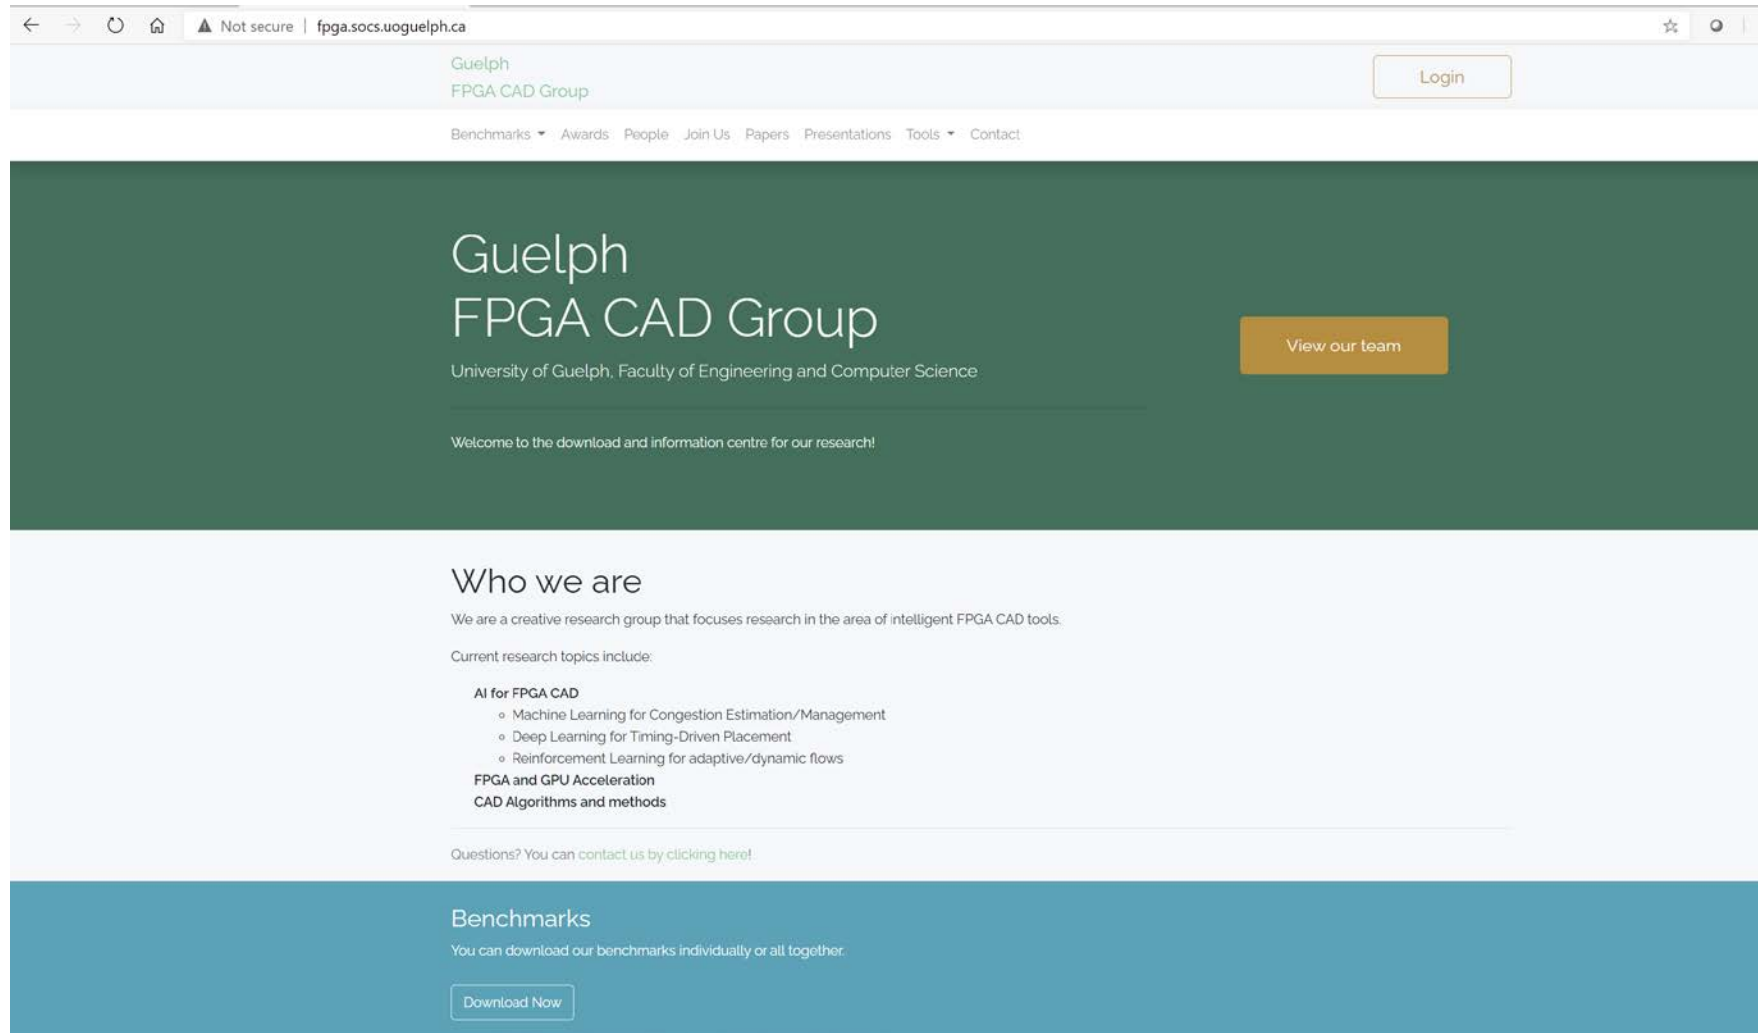 Not secure | fpga.socs.uoguelph.ca
Guelph
FPGA CAD Group
Login
Benchmarks Awards People Join Us Papers Presentations Tools Contact
Guelph
FPGA CAD Group
University of Guelph, Faculty of Engineering and Computer Science
View our team
Welcome to the download and information centre for our research!
Who we are
We are a creative research group that focuses research in the area of intelligent FPGA CAD tools.
Current research topics include:
AI for FPGA CAD
Machine Learning for Congestion Estimation/Management
Deep Learning for Timing-Driven Placement
Reinforcement Learning for adaptive/dynamic flows
FPGA and GPU Acceleration
CAD Algorithms and methods
Questions? You can contact us by clicking here!
Benchmarks
You can download our benchmarks individually or all together.
Download Now